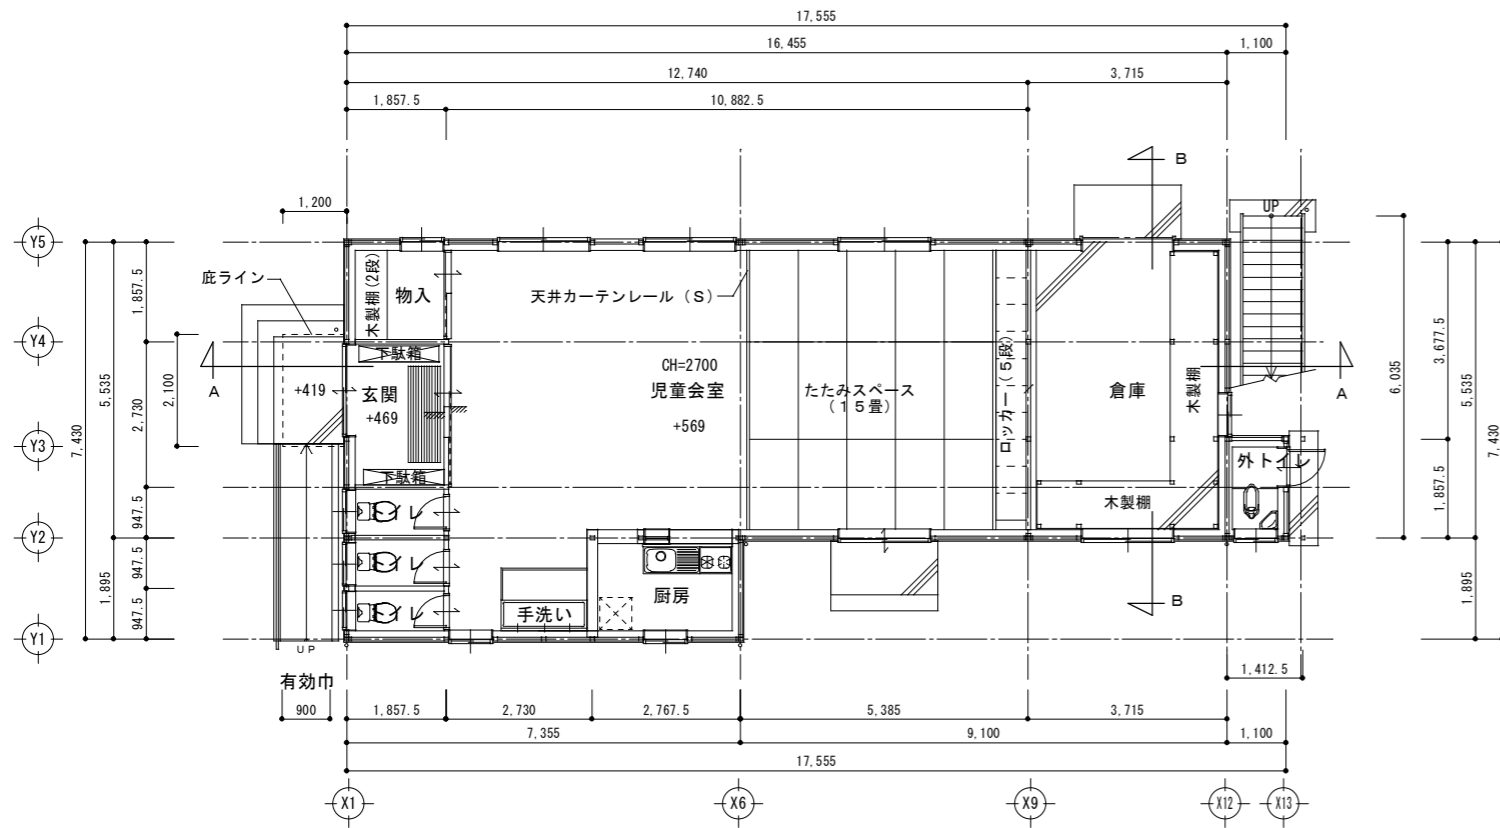 17,555
16,455
1,100
12,740
3,715
1,857.5
10,882.5
B
1,200
UP
Y5
庇ライン
木製棚(2段)
物入
天井カーテンレール(S)
1,857.5
Y4
下駄箱
CH=2700
児童会室
+569
たたみスペース
(15畳)
ロッカー(5段)
倉庫
木製棚
A
+419
玄関
+469
A
7,430
5,535
2,730
2,100
6,035
3,677.5
5,535
7,430
Y3
下駄箱
外トイレ
木製棚
1,857.5
947.5
トイレ
Y2
947.5
トイレ
1,895
947.5
トイレ
手洗い
厨房
B
1,895
Y1
UP
有効巾
1,412.5
900
1,857.5
2,730
2,767.5
5,385
3,715
7,355
9,100
1,100
17,555
X1
X6
X9
X12
X13